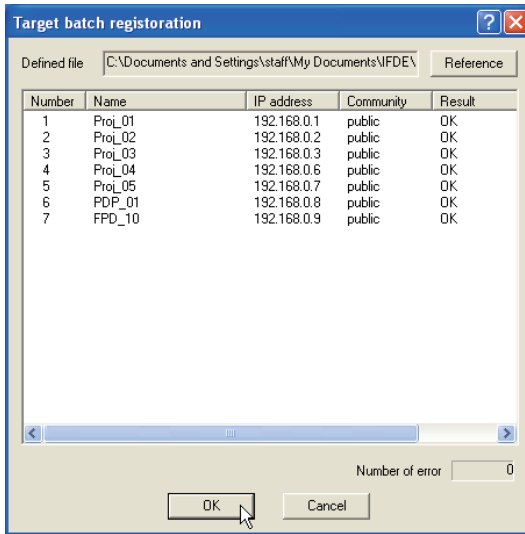 Target batch registoration
Defined file C:\Documents and Settings\staff\My Documents\IFDE\ Reference
Number Name IP address Community Result
1 Proj_01 192.168.0.1 public OK
2 Proj_02 192.168.0.2 public OK
3 Proj_03 192.168.0.3 public OK
4 Proj_04 192.168.0.6 public OK
5 Proj_05 192.168.0.7 public OK
6 PDP_01 192.168.0.8 public OK
7 FPD_10 192.168.0.9 public OK
Number of error 0
OK Cancel